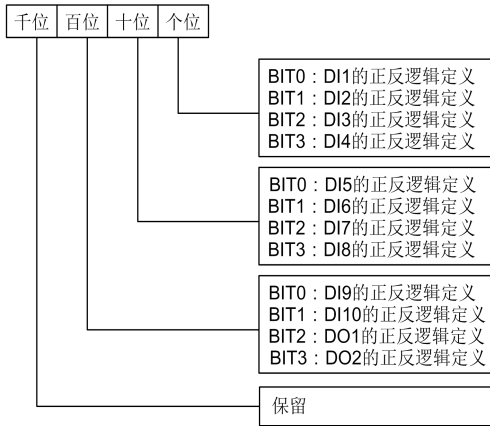 千位 百位 十位 个位
BIT0：DI1的正反逻辑定义
BIT1：DI2的正反逻辑定义
BIT2：DI3的正反逻辑定义
BIT3：DI4的正反逻辑定义
BIT0：DI5的正反逻辑定义
BIT1：DI6的正反逻辑定义
BIT2：DI7的正反逻辑定义
BIT3：DI8的正反逻辑定义
BIT0：DI9的正反逻辑定义
BIT1：DI10的正反逻辑定义
BIT2：DO1的正反逻辑定义
BIT3：DO2的正反逻辑定义
保留